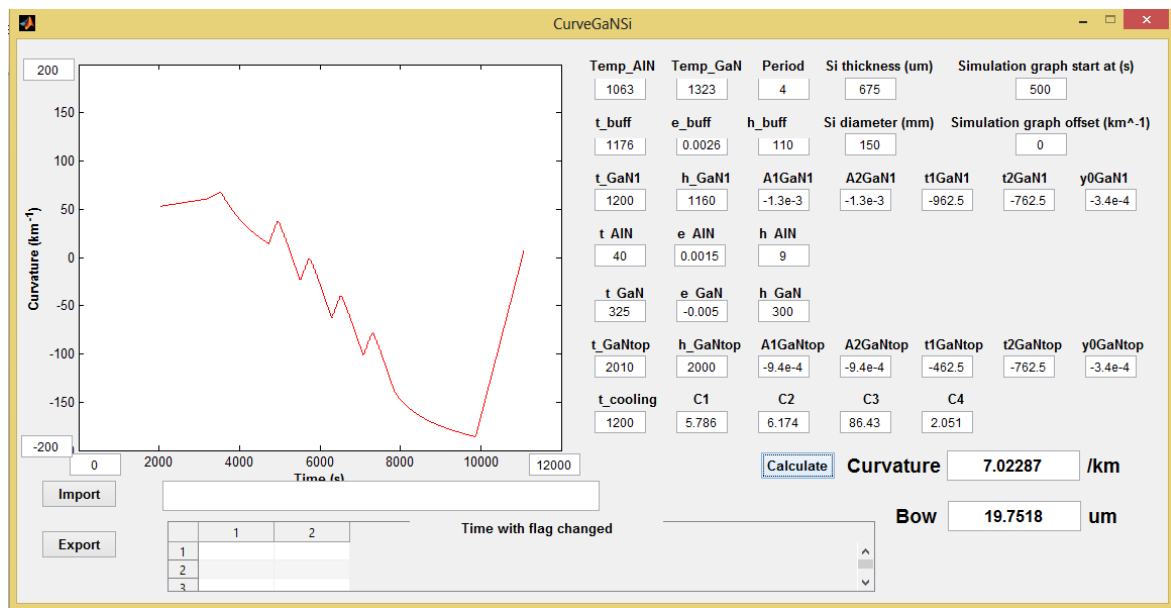 CurveGaNSi
200
150
100
50
0
-50
-100
-150
-200
Curvature (km-1)
0
2000 4000 6000 8000 10000
12000
Time (s)
Temp_AlN Temp_GaN Period Si thickness (um) Simulation graph start at (s)
1063 1323 4 675 500
t_buff e_buff h_buff Si diameter (mm) Simulation graph offset (km^-1)
1176 0.0026 110 150 0
t_GaN1 h_GaN1 A1GaN1 A2GaN1 t1GaN1 t2GaN1 y0GaN1
1200 1160 -1.3e-3 -1.3e-3 -962.5 -762.5 -3.4e-4
t_AlN e_AlN h_AlN
40 0.0015 9
t_GaN e_GaN h_GaN
325 -0.005 300
t_GaNtop h_GaNtop A1GaNtop A2GaNtop t1GaNtop t2GaNtop y0GaNtop
2010 2000 -9.4e-4 -9.4e-4 -462.5 -762.5 -3.4e-4
t_cooling C1 C2 C3 C4
1200 5.786 6.174 86.43 2.051
Calculate Curvature 7.02287 /km
Bow 19.7518 um
Import
Export
Time with flag changed
1 2
1
2
3